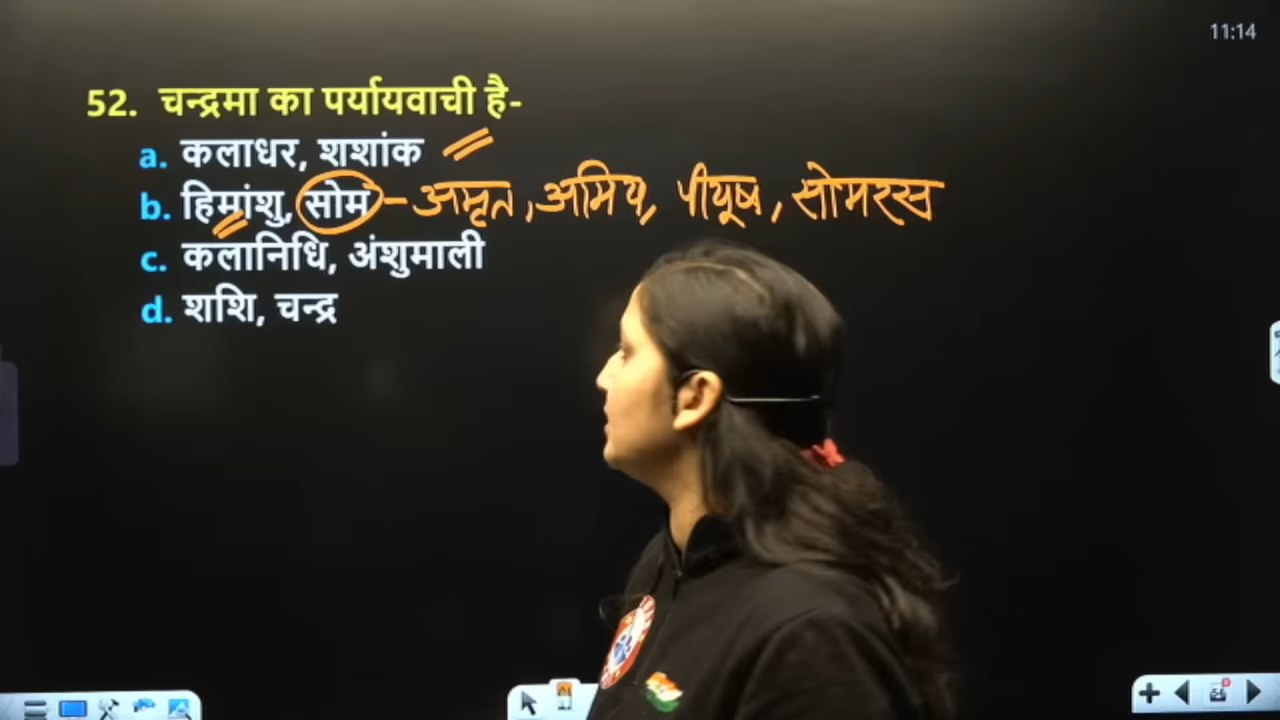 11:14
52. चन्द्रमा का पर्यायवाची है-
a. कलाधर, शशांक
b. हिमांशु, सोम - अमृत, अमिय, पीयूष, सोमरस
c. कलानिधि, अंशुमाली
d. शशि, चन्द्र